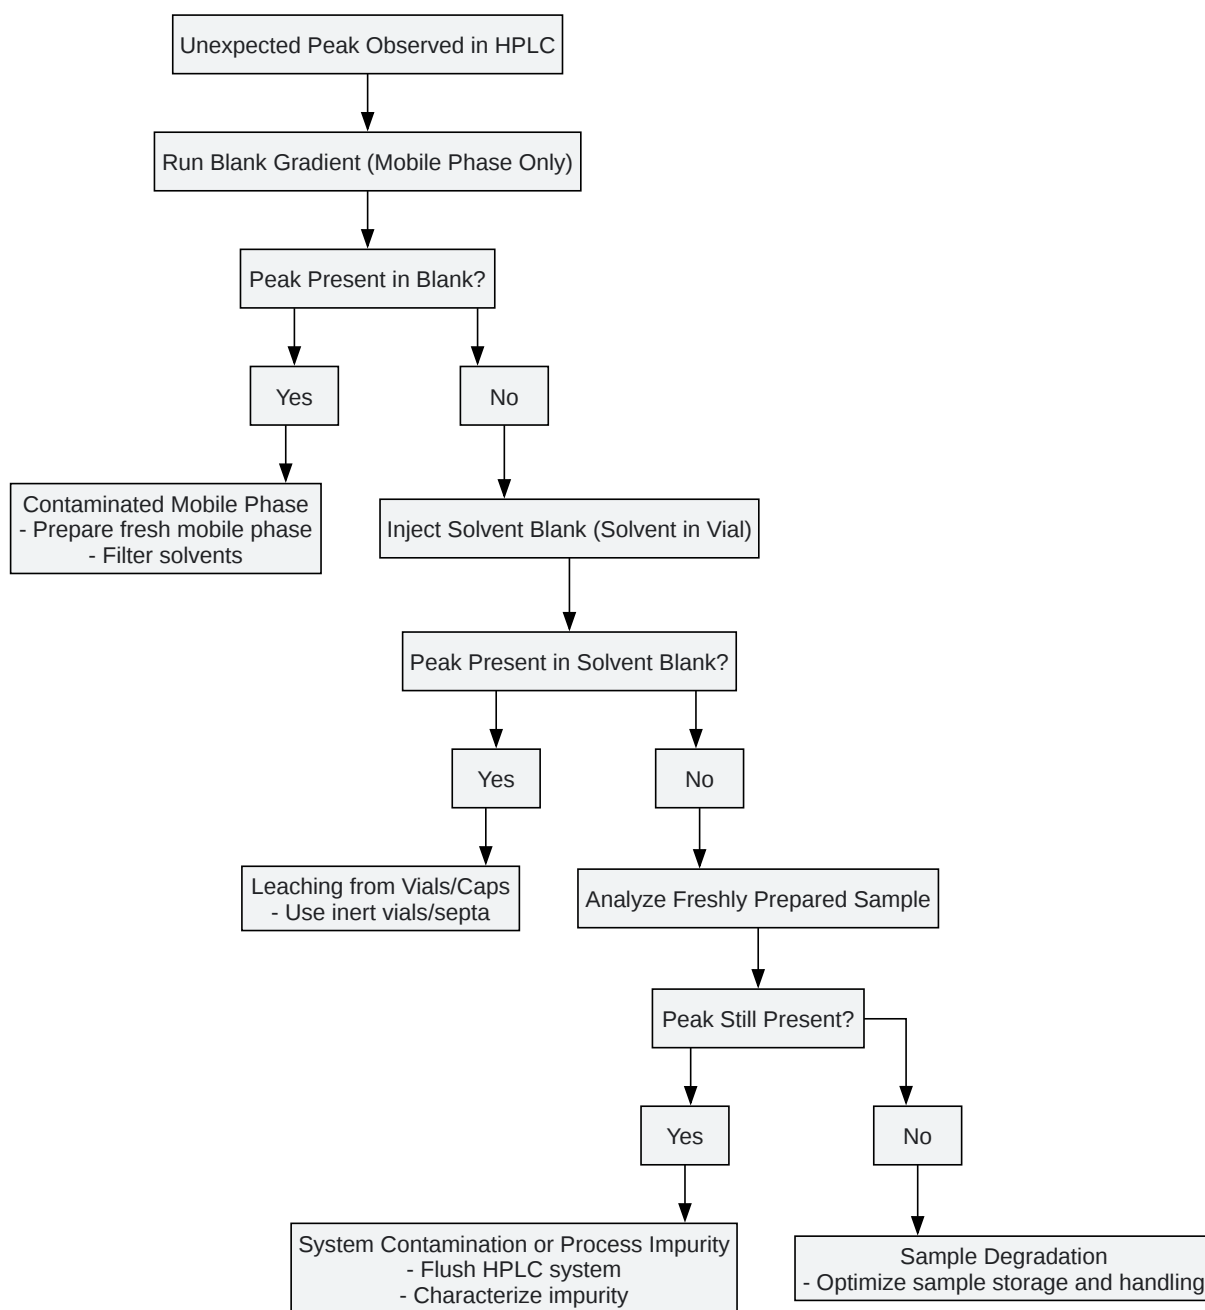 Unexpected Peak Observed in HPLC
Run Blank Gradient (Mobile Phase Only)
Peak Present in Blank?
Yes
No
Contaminated Mobile Phase
- Prepare fresh mobile phase
- Filter solvents
Inject Solvent Blank (Solvent in Vial)
Peak Present in Solvent Blank?
Yes
No
Leaching from Vials/Caps
- Use inert vials/septa
Analyze Freshly Prepared Sample
Peak Still Present?
Yes
No
System Contamination or Process Impurity
- Flush HPLC system
- Characterize impurity
Sample Degradation
- Optimize sample storage and handling